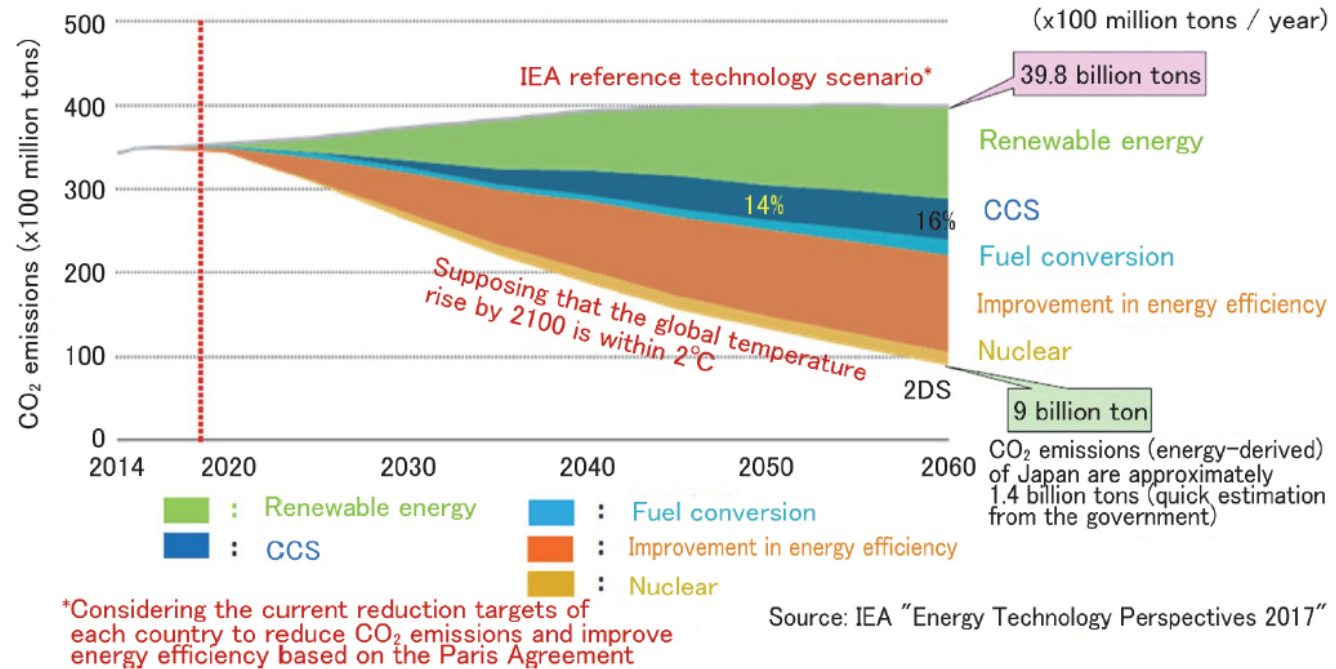 (x100 million tons / year)
CO₂ emissions (x100 million tons)
500
400
300
200
100
0
IEA reference technology scenario*
39.8 billion tons
Renewable energy
14%
16%
CCS
Fuel conversion
Improvement in energy efficiency
Nuclear
Supposing that the global temperature
rise by 2100 is within 2°C
2DS
9 billion ton
2014
2020
2030
2040
2050
2060
CO₂ emissions (energy-derived)
of Japan are approximately
1.4 billion tons (quick estimation
from the government)
: Renewable energy
: CCS
: Fuel conversion
: Improvement in energy efficiency
: Nuclear
*Considering the current reduction targets of
each country to reduce CO₂ emissions and improve
energy efficiency based on the Paris Agreement
Source: IEA "Energy Technology Perspectives 2017"